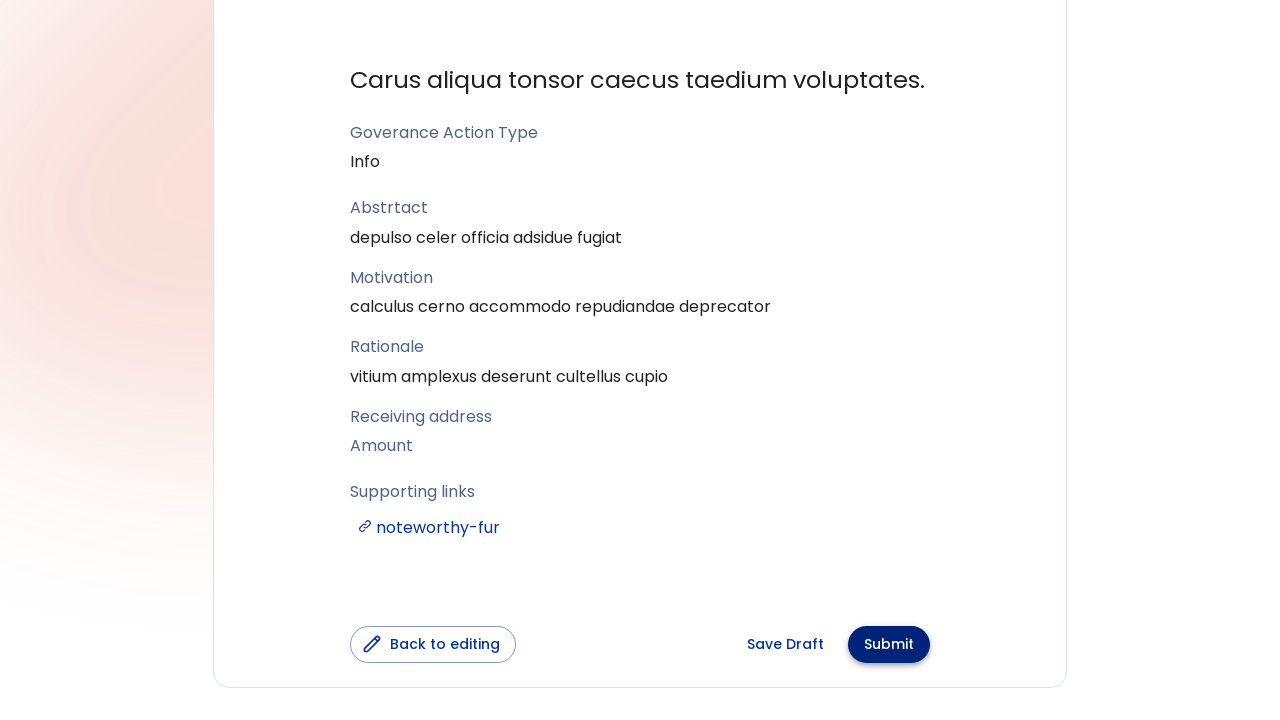 Carus aliqua tonsor caecus taedium voluptates.
Goverance Action Type
Info
Abstrtact
depulso celer officia adsidue fugiat
Motivation
calculus cerno accommodo repudiandae deprecator
Rationale
vitium amplexus deserunt cultellus cupio
Receiving address
Amount
Supporting links
noteworthy-fur
Back to editing
Save Draft
Submit